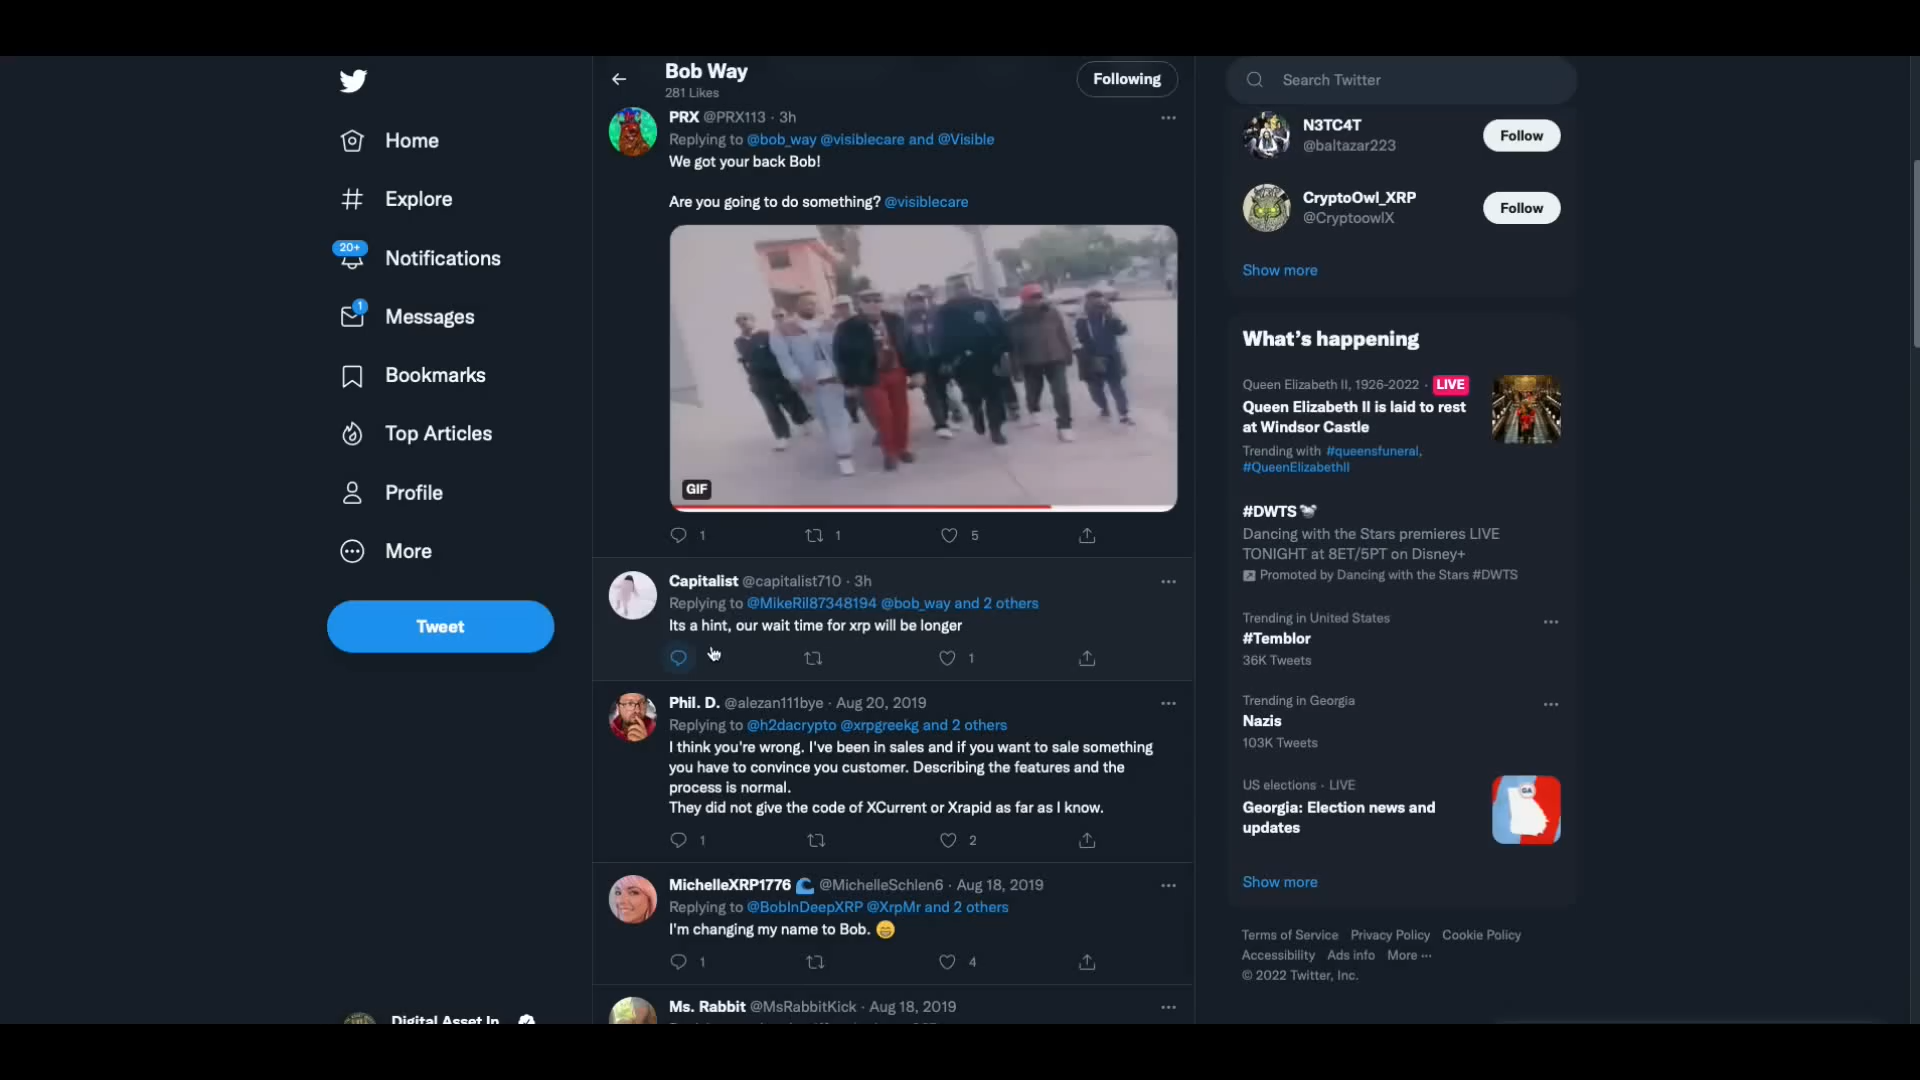 Home
Explore
20+
Notifications
1
Messages
Bookmarks
Top Articles
Profile
More
Tweet
Digital Asset In
Bob Way
281 Likes
Following
PRX @PRX113 · 3h
Replying to @bob_way @visiblecare and @Visible
We got your back Bob!
Are you going to do something? @visiblecare
GIF
1 1 5
Capitalist @capitalist710 · 3h
Replying to @MikeRil87348194 @bob_way and 2 others
Its a hint, our wait time for xrp will be longer
1
Phil. D. @alezan111bye · Aug 20, 2019
Replying to @h2dacrypto @xrpgreekg and 2 others
I think you're wrong. I've been in sales and if you want to sale something
you have to convince you customer. Describing the features and the
process is normal.
They did not give the code of XCurrent or Xrapid as far as I know.
1 2
MichelleXRP1776 🌊 @MichelleSchlen6 · Aug 18, 2019
Replying to @BobInDeepXRP @XrpMr and 2 others
I'm changing my name to Bob. 😁
1 4
Ms. Rabbit @MsRabbitKick · Aug 18, 2019
Search Twitter
N3TC4T
@baltazar223
Follow
CryptoOwl_XRP
@CryptoowlX
Follow
Show more
What's happening
Queen Elizabeth II, 1926-2022 · LIVE
Queen Elizabeth II is laid to rest
at Windsor Castle
Trending with #queensfuneral,
#QueenElizabethII
#DWTS
Dancing with the Stars premieres LIVE
TONIGHT at 8ET/5PT on Disney+
Promoted by Dancing with the Stars #DWTS
Trending in United States
#Temblor
36K Tweets
Trending in Georgia
Nazis
103K Tweets
US elections · LIVE
Georgia: Election news and
updates
GA
Show more
Terms of Service Privacy Policy Cookie Policy
Accessibility Ads info More ···
© 2022 Twitter, Inc.